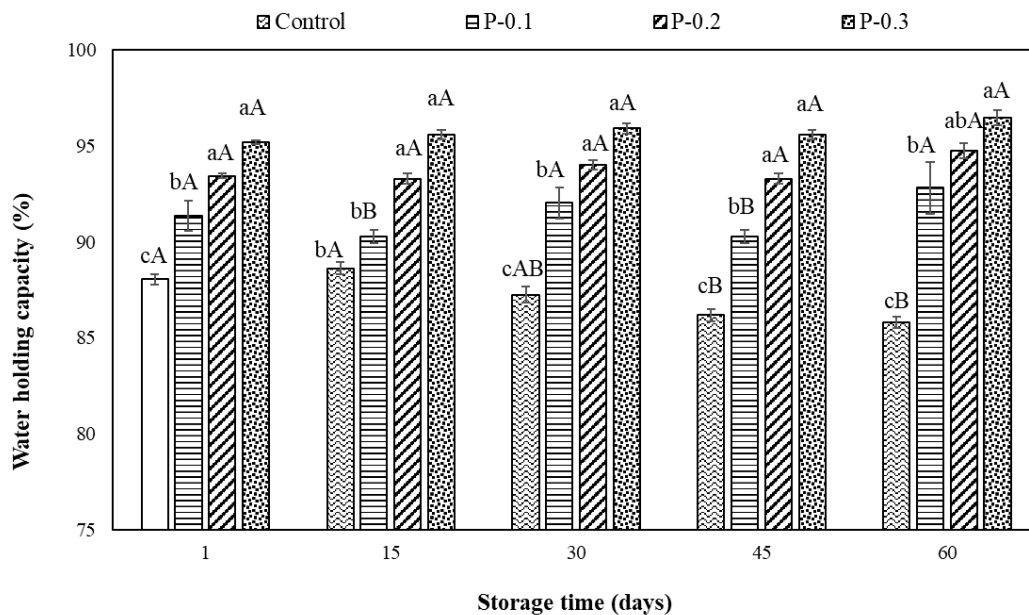 Control P-0.1 P-0.2 P-0.3
Water holding capacity (%)
100
95
90
85
80
75
cA bA aA aA
bA bB aA aA
cAB bA aA aA
cB bB aA aA
cB bA abA aA
1 15 30 45 60
Storage time (days)